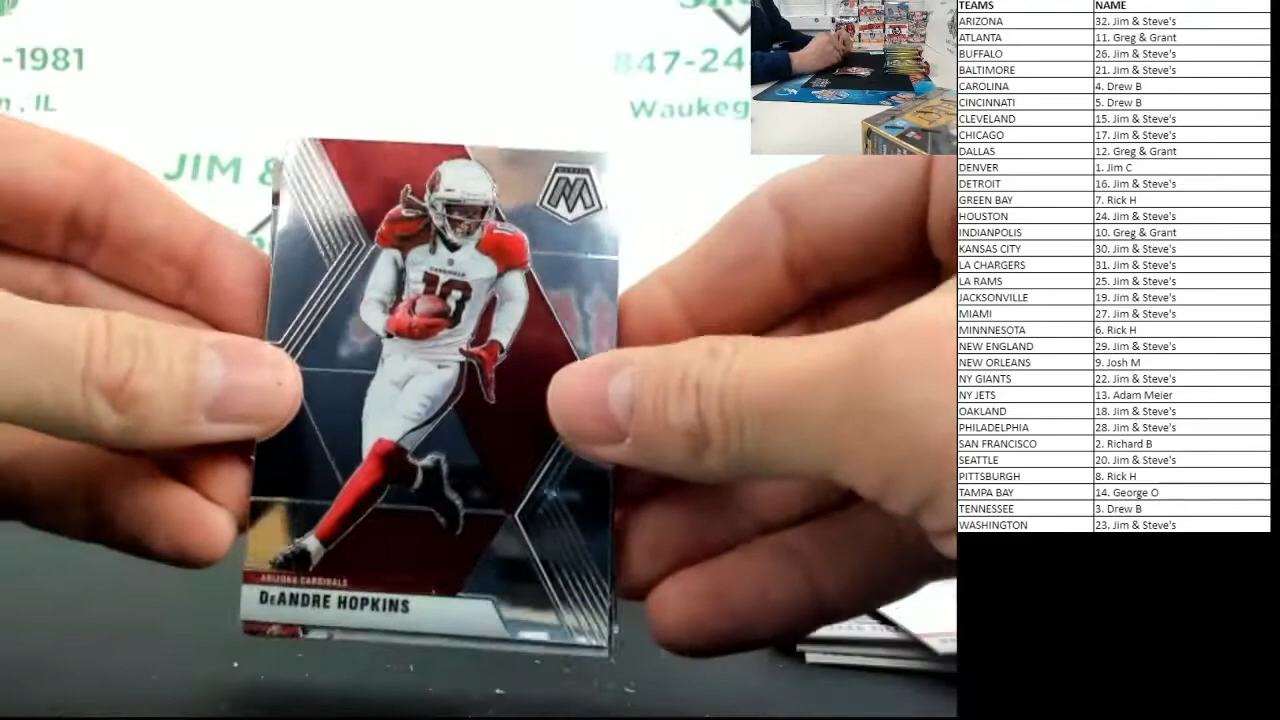 -1981
n , IL
JIM &
847-24
Waukeg
M
CARDINALS
10
ARIZONA CARDINALS
DeANDRE HOPKINS
TEAMS NAME
ARIZONA 32. Jim & Steve's
ATLANTA 11. Greg & Grant
BUFFALO 26. Jim & Steve's
BALTIMORE 21. Jim & Steve's
CAROLINA 4. Drew B
CINCINNATI 5. Drew B
CLEVELAND 15. Jim & Steve's
CHICAGO 17. Jim & Steve's
DALLAS 12. Greg & Grant
DENVER 1. Jim C
DETROIT 16. Jim & Steve's
GREEN BAY 7. Rick H
HOUSTON 24. Jim & Steve's
INDIANPOLIS 10. Greg & Grant
KANSAS CITY 30. Jim & Steve's
LA CHARGERS 31. Jim & Steve's
LA RAMS 25. Jim & Steve's
JACKSONVILLE 19. Jim & Steve's
MIAMI 27. Jim & Steve's
MINNNESOTA 6. Rick H
NEW ENGLAND 29. Jim & Steve's
NEW ORLEANS 9. Josh M
NY GIANTS 22. Jim & Steve's
NY JETS 13. Adam Meier
OAKLAND 18. Jim & Steve's
PHILADELPHIA 28. Jim & Steve's
SAN FRANCISCO 2. Richard B
SEATTLE 20. Jim & Steve's
PITTSBURGH 8. Rick H
TAMPA BAY 14. George O
TENNESSEE 3. Drew B
WASHINGTON 23. Jim & Steve's